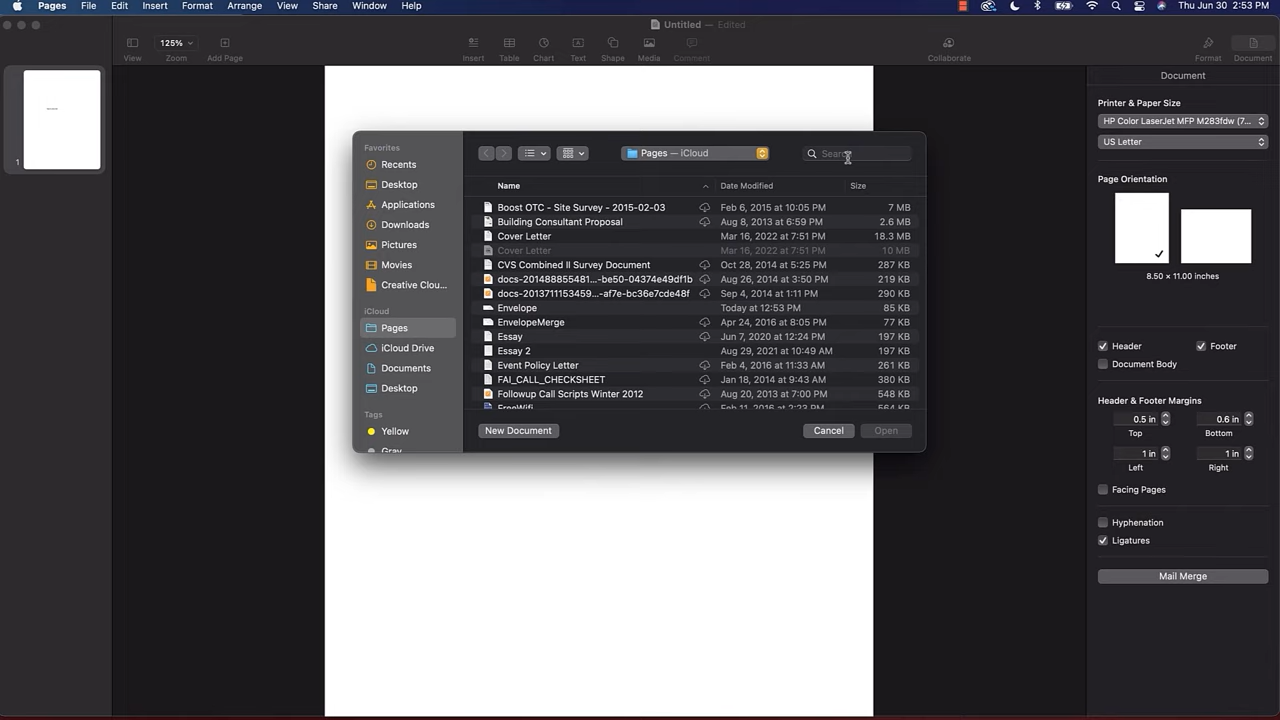 Pages File Edit Insert Format Arrange View Share Window Help Thu Jun 30 2:53 PM
Untitled — Edited
125%
View Zoom Add Page Insert Table Chart Text Shape Media Comment Collaborate Format Document
1
Document
Printer & Paper Size
HP Color LaserJet MFP M283fdw (7...
US Letter
Page Orientation
8.50 × 11.00 inches
Header Footer
Document Body
Header & Footer Margins
0.5 in 0.6 in
Top Bottom
1 in 1 in
Left Right
Facing Pages
Hyphenation
Ligatures
Mail Merge
Favorites
Recents
Desktop
Applications
Downloads
Pictures
Movies
Creative Clou...
iCloud
Pages
iCloud Drive
Documents
Desktop
Tags
Yellow
Gray
Pages — iCloud
Search
Name Date Modified Size
Boost OTC - Site Survey - 2015-02-03 Feb 6, 2015 at 10:05 PM 7 MB
Building Consultant Proposal Aug 8, 2013 at 6:59 PM 2.6 MB
Cover Letter Mar 16, 2022 at 7:51 PM 18.3 MB
Cover Letter Mar 16, 2022 at 7:51 PM 10 MB
CVS Combined II Survey Document Oct 28, 2014 at 5:25 PM 287 KB
docs-201488855481...-be50-04374e49df1b Aug 26, 2014 at 3:50 PM 219 KB
docs-2013711153459...-af7e-bc36e7cde48f Sep 4, 2014 at 1:11 PM 290 KB
Envelope Today at 12:53 PM 85 KB
EnvelopeMerge Apr 24, 2016 at 8:05 PM 77 KB
Essay Jun 7, 2020 at 12:24 PM 197 KB
Essay 2 Aug 29, 2021 at 10:49 AM 197 KB
Event Policy Letter Feb 4, 2016 at 11:33 AM 261 KB
FAI_CALL_CHECKSHEET Jan 18, 2014 at 9:43 AM 380 KB
Followup Call Scripts Winter 2012 Aug 20, 2013 at 7:00 PM 548 KB
FreeWifi Feb 11, 2016 at 2:23 PM 564 KB
New Document Cancel Open